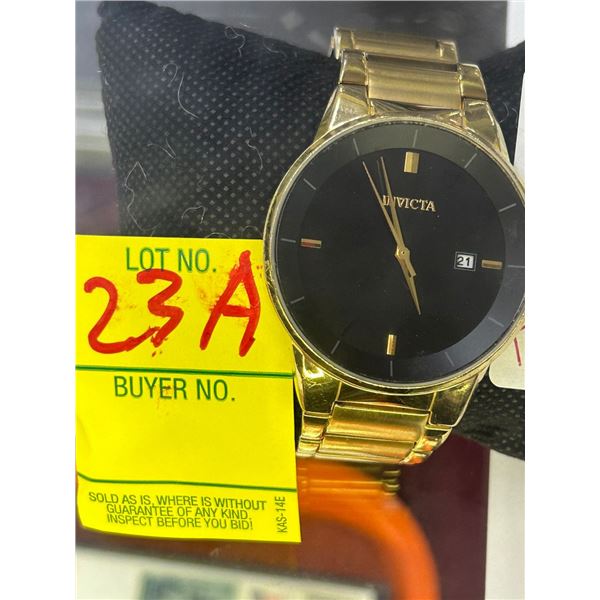 LOT NO.
23A
BUYER NO.
SOLD AS IS, WHERE IS WITHOUT
GUARANTEE OF ANY KIND.
INSPECT BEFORE YOU BID!
KAS-14E
INVICTA
21